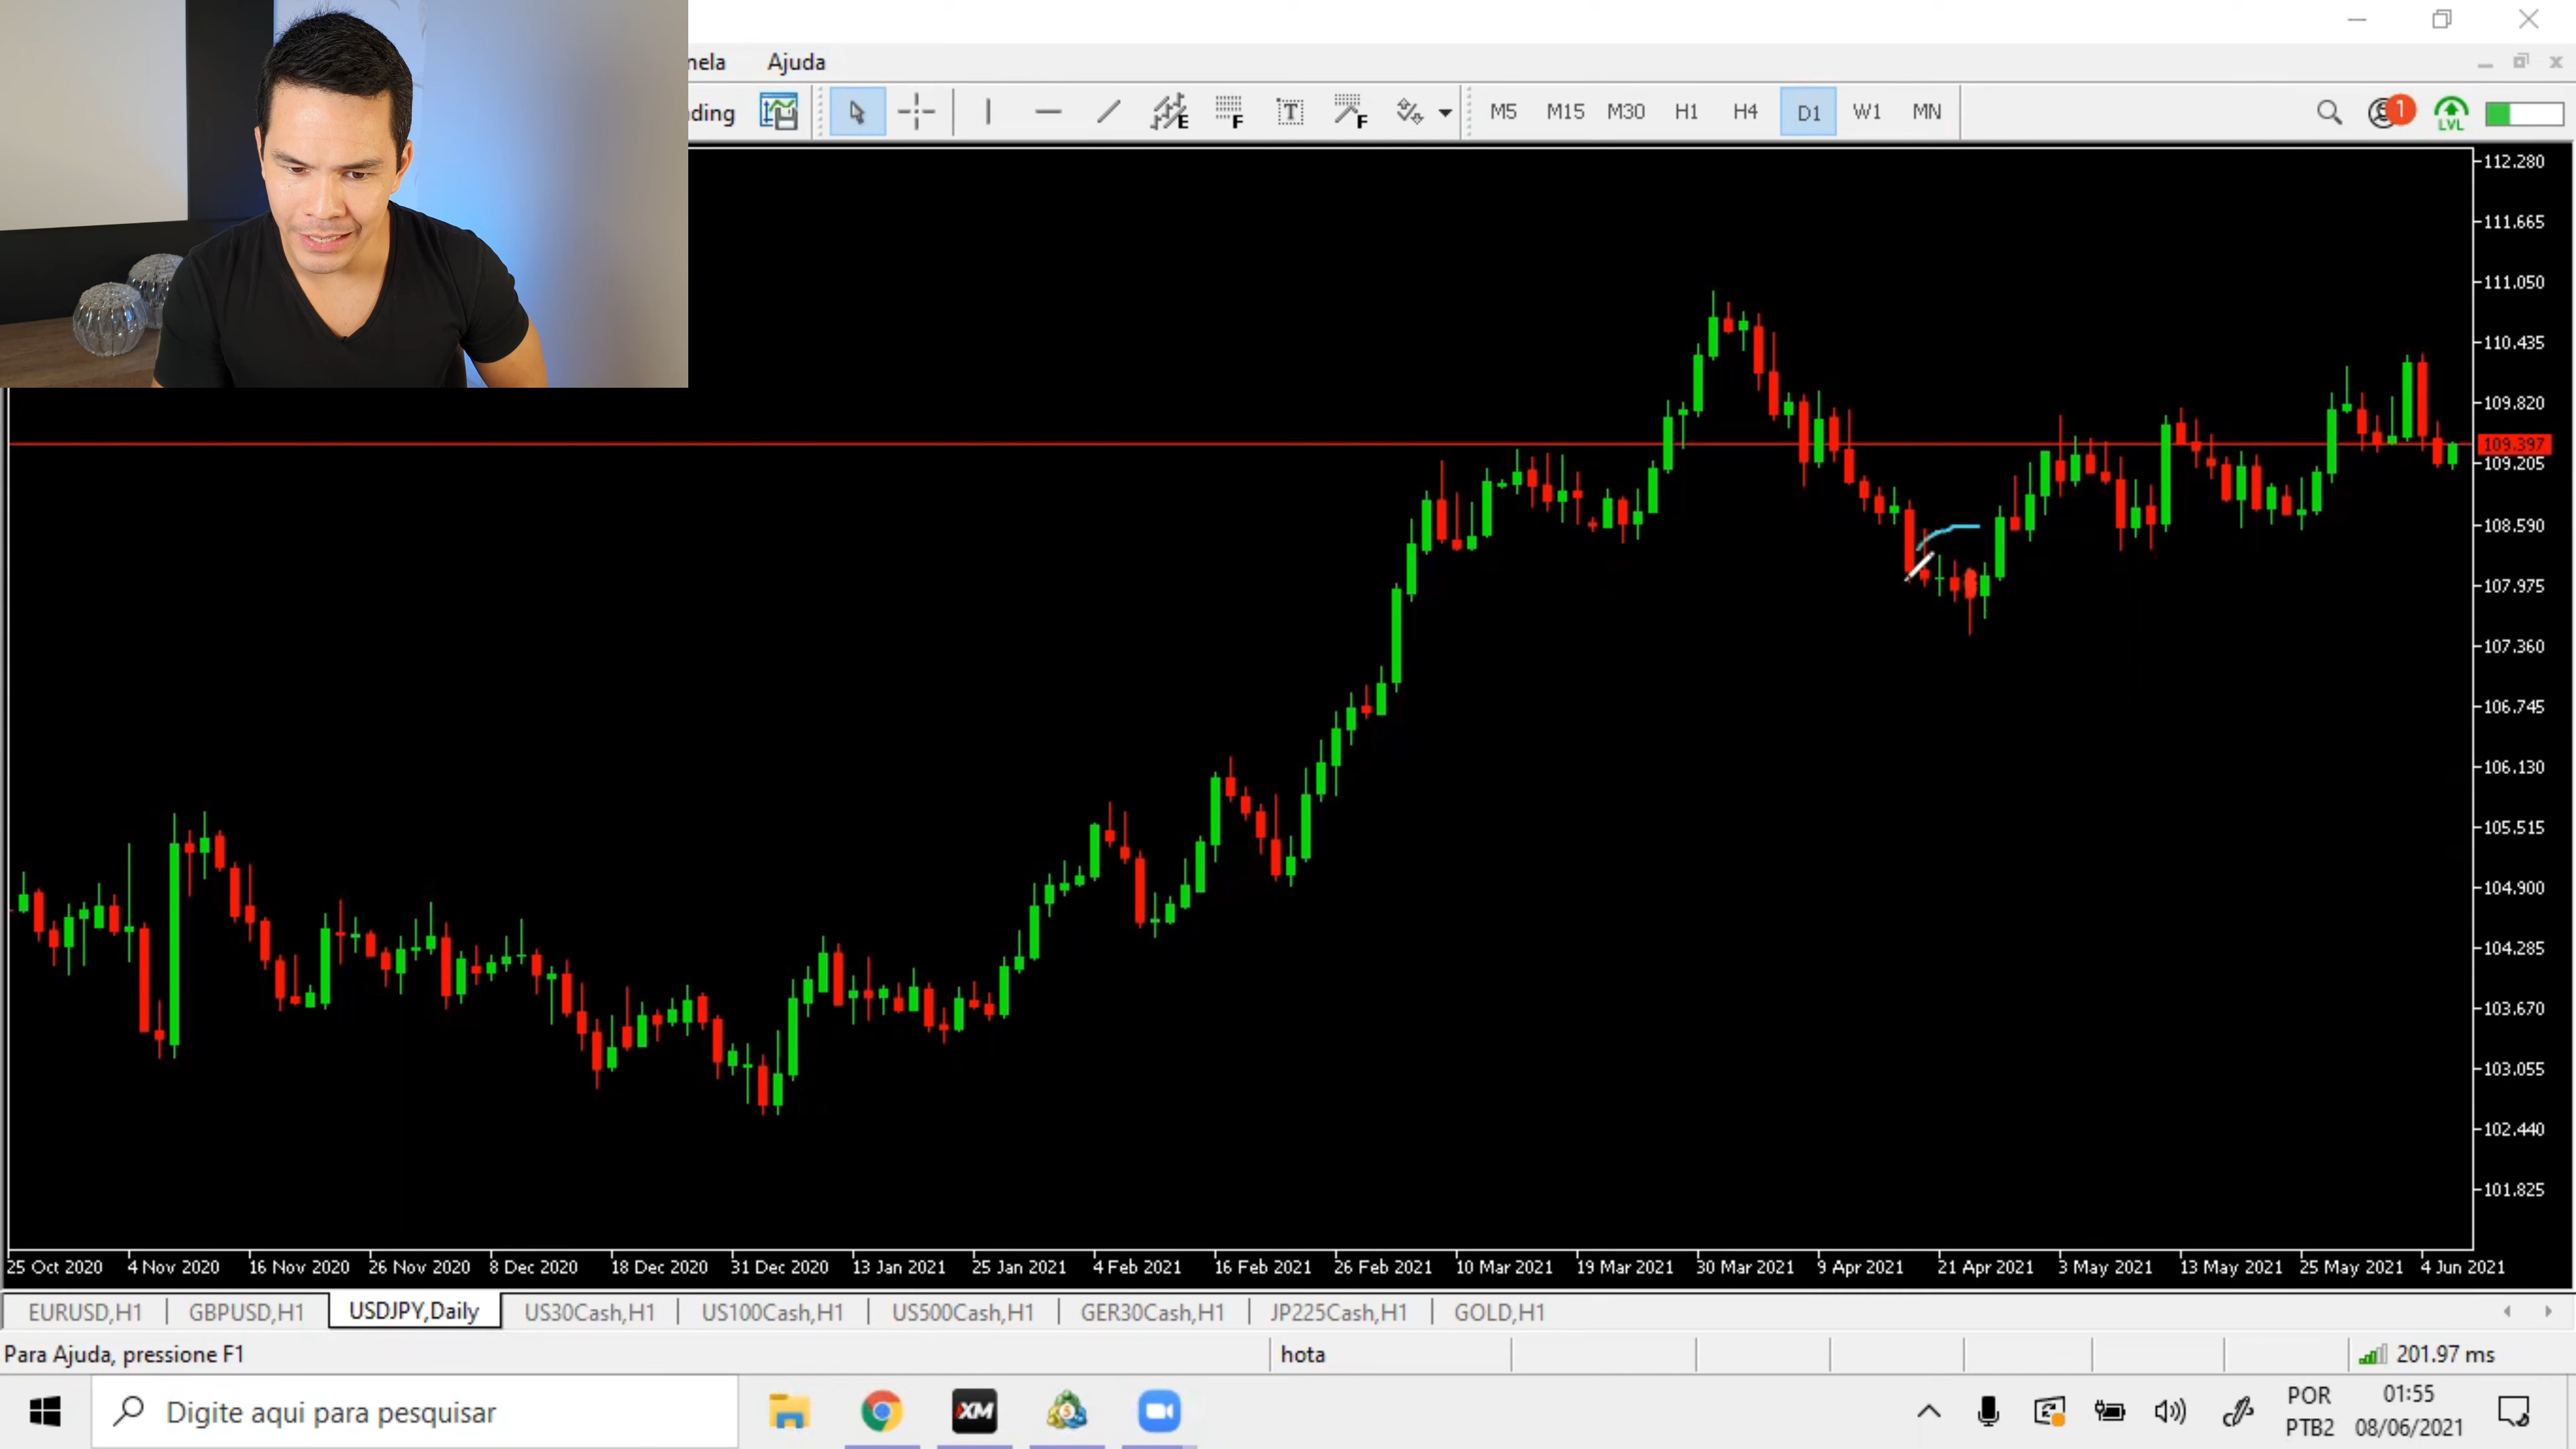 nela Ajuda
ding E F T F M5 M15 M30 H1 H4 D1 W1 MN 1 LVL
112.280
111.665
111.050
110.435
109.820
109.397
109.205
108.590
107.975
107.360
106.745
106.130
105.515
104.900
104.285
103.670
103.055
102.440
101.825
25 Oct 2020 4 Nov 2020 16 Nov 2020 26 Nov 2020 8 Dec 2020 18 Dec 2020 31 Dec 2020 13 Jan 2021 25 Jan 2021 4 Feb 2021 16 Feb 2021 26 Feb 2021 10 Mar 2021 19 Mar 2021 30 Mar 2021 9 Apr 2021 21 Apr 2021 3 May 2021 13 May 2021 25 May 2021 4 Jun 2021
EURUSD,H1 GBPUSD,H1 USDJPY,Daily US30Cash,H1 US100Cash,H1 US500Cash,H1 GER30Cash,H1 JP225Cash,H1 GOLD,H1
Para Ajuda, pressione F1 hota 201.97 ms
Digite aqui para pesquisar XM 5 POR 01:55
PTB2 08/06/2021